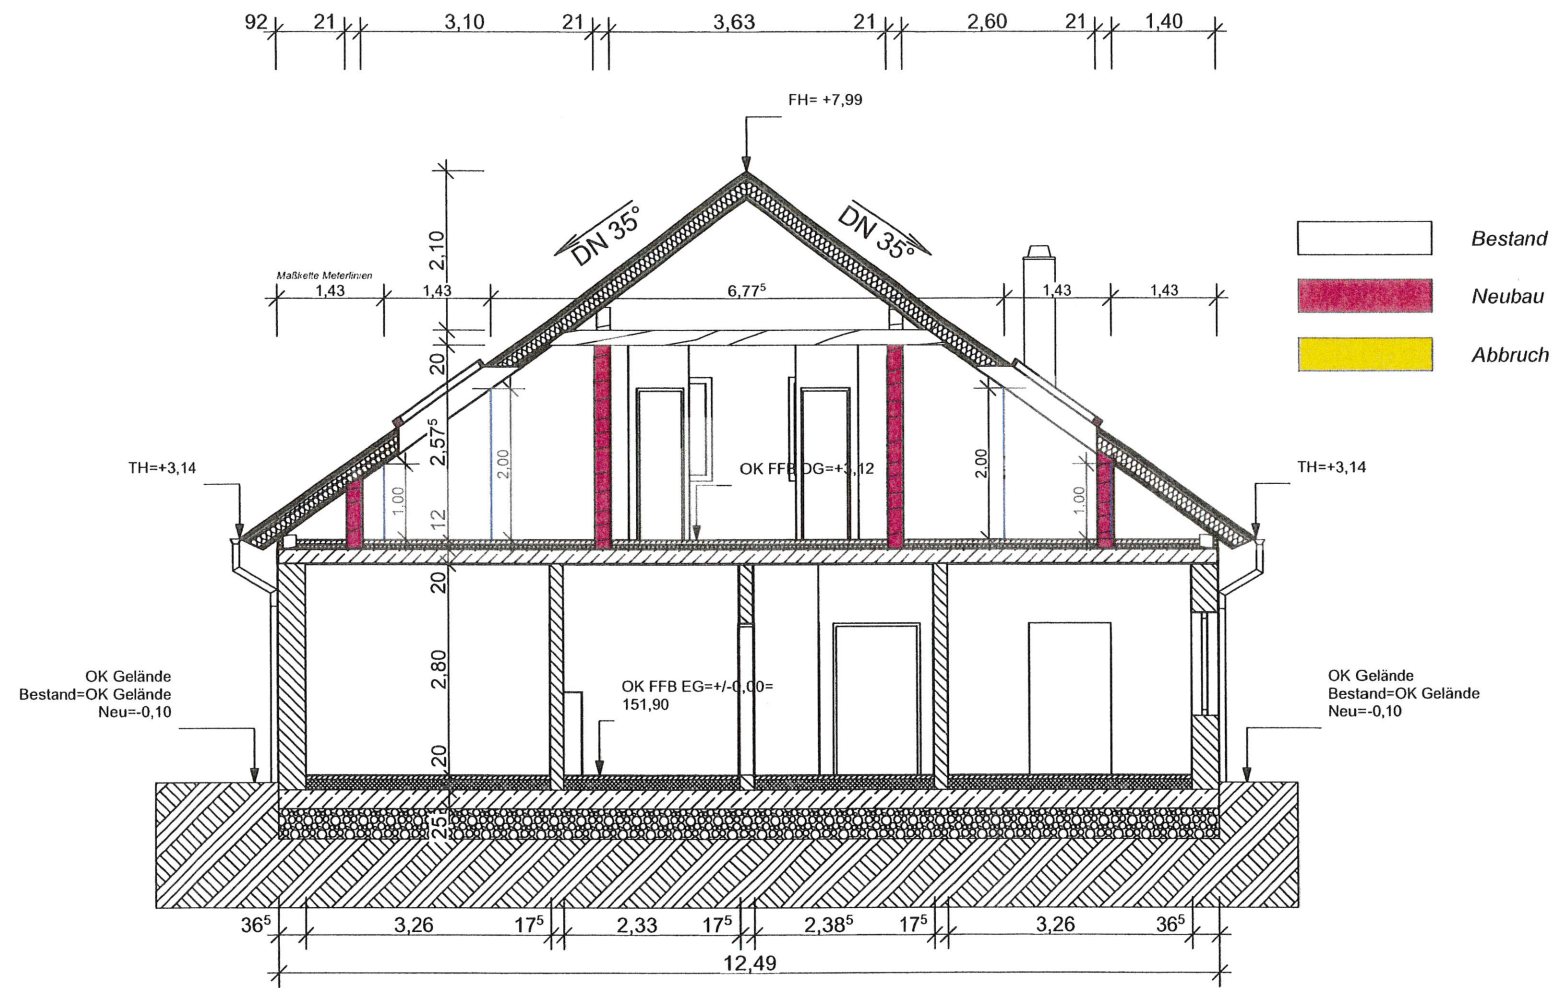 92 21 3,10 21 3,63 21 2,60 21 1,40
FH= +7,99
DN 35°
DN 35°
Bestand
Neubau
Abbruch
2,10
Maßkette Meterlinien
1,43 1,43 6,77⁵ 1,43 1,43
20
2,57⁵
2,00
2,00
TH=+3,14
OK FFB DG=+3,12
TH=+3,14
1,00
1,00
12
20
2,80
OK Gelände
Bestand=OK Gelände
Neu=-0,10
OK FFB EG=+/-0,00=
151,90
OK Gelände
Bestand=OK Gelände
Neu=-0,10
20
25
36⁵ 3,26 17⁵ 2,33 17⁵ 2,38⁵ 17⁵ 3,26 36⁵
12,49